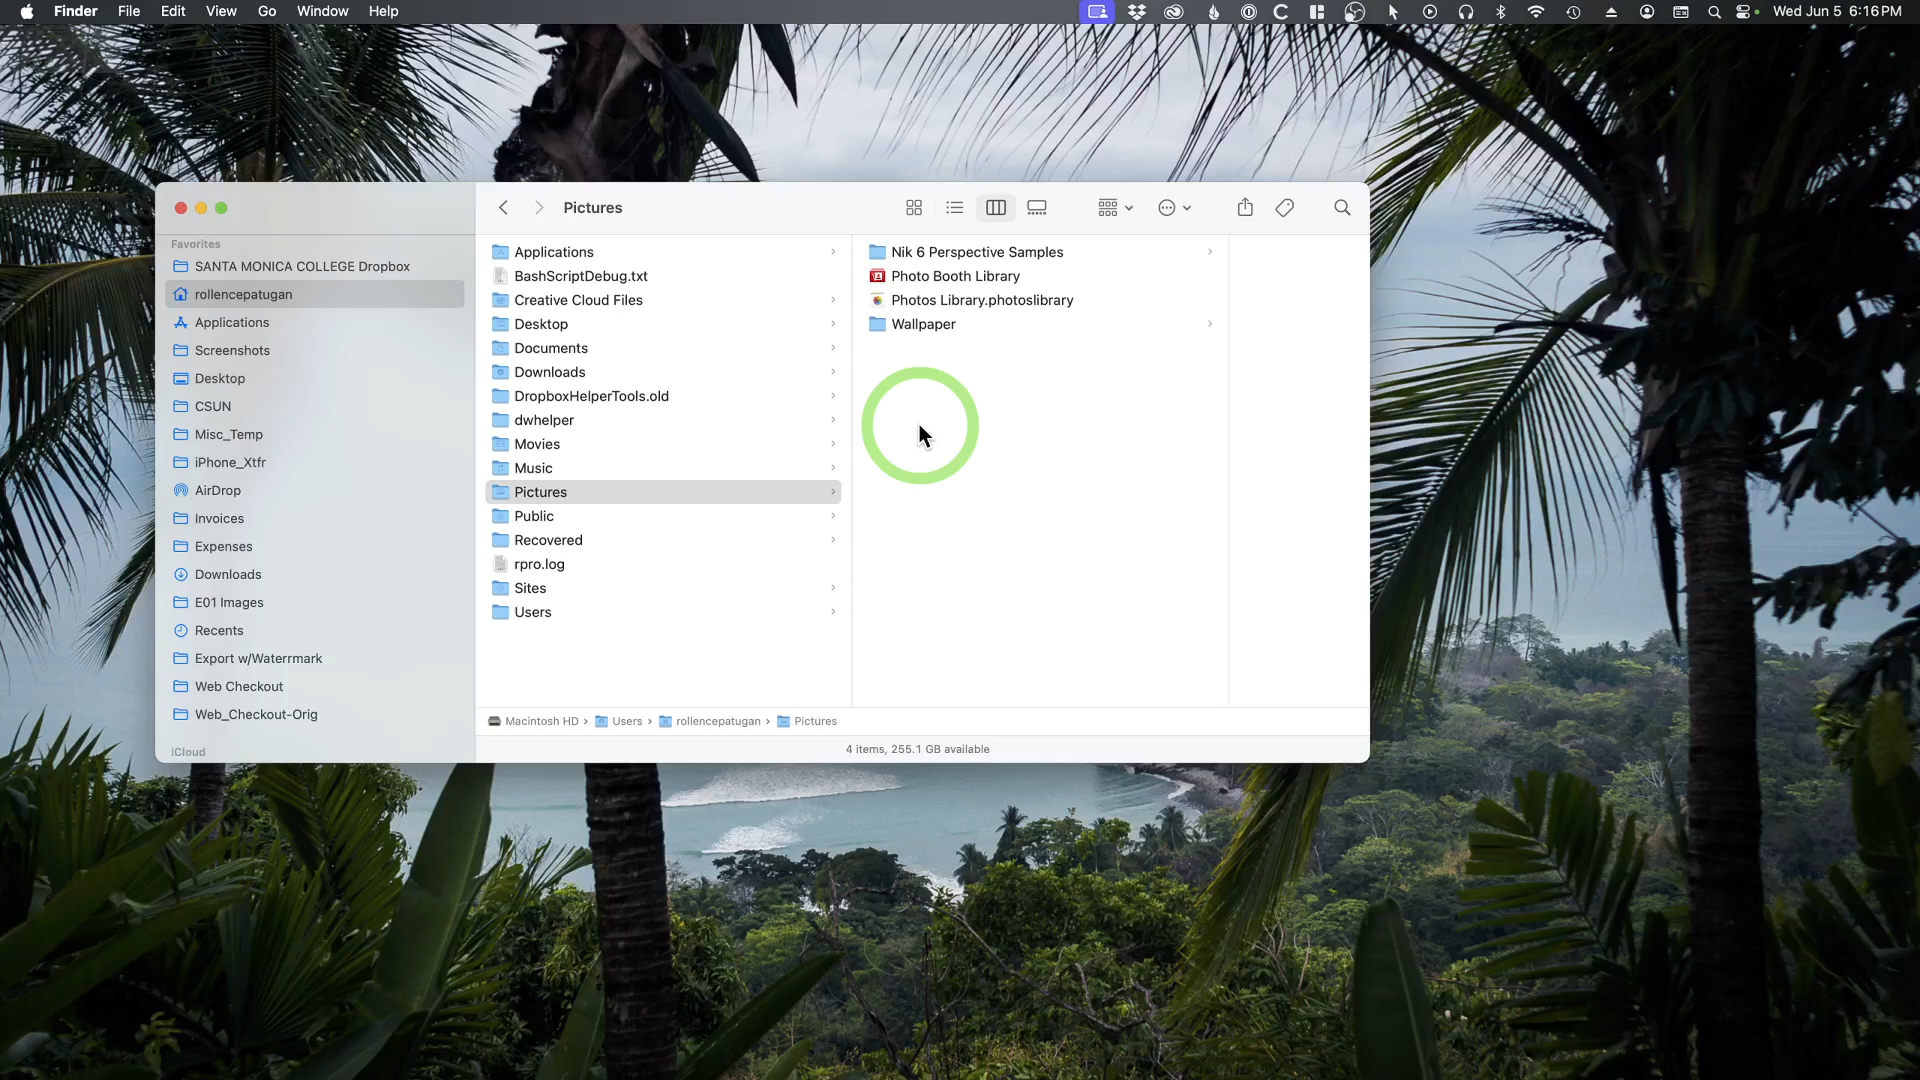 Finder File Edit View Go Window Help
Wed Jun 5 6:16 PM
Pictures
Favorites
SANTA MONICA COLLEGE Dropbox
rollencepatugan
Applications
Screenshots
Desktop
CSUN
Misc_Temp
iPhone_Xtfr
AirDrop
Invoices
Expenses
Downloads
E01 Images
Recents
Export w/Waterrmark
Web Checkout
Web_Checkout-Orig
iCloud
Applications
BashScriptDebug.txt
Creative Cloud Files
Desktop
Documents
Downloads
DropboxHelperTools.old
dwhelper
Movies
Music
Pictures
Public
Recovered
rpro.log
Sites
Users
Nik 6 Perspective Samples
Photo Booth Library
Photos Library.photoslibrary
Wallpaper
Macintosh HD › Users › rollencepatugan › Pictures
4 items, 255.1 GB available